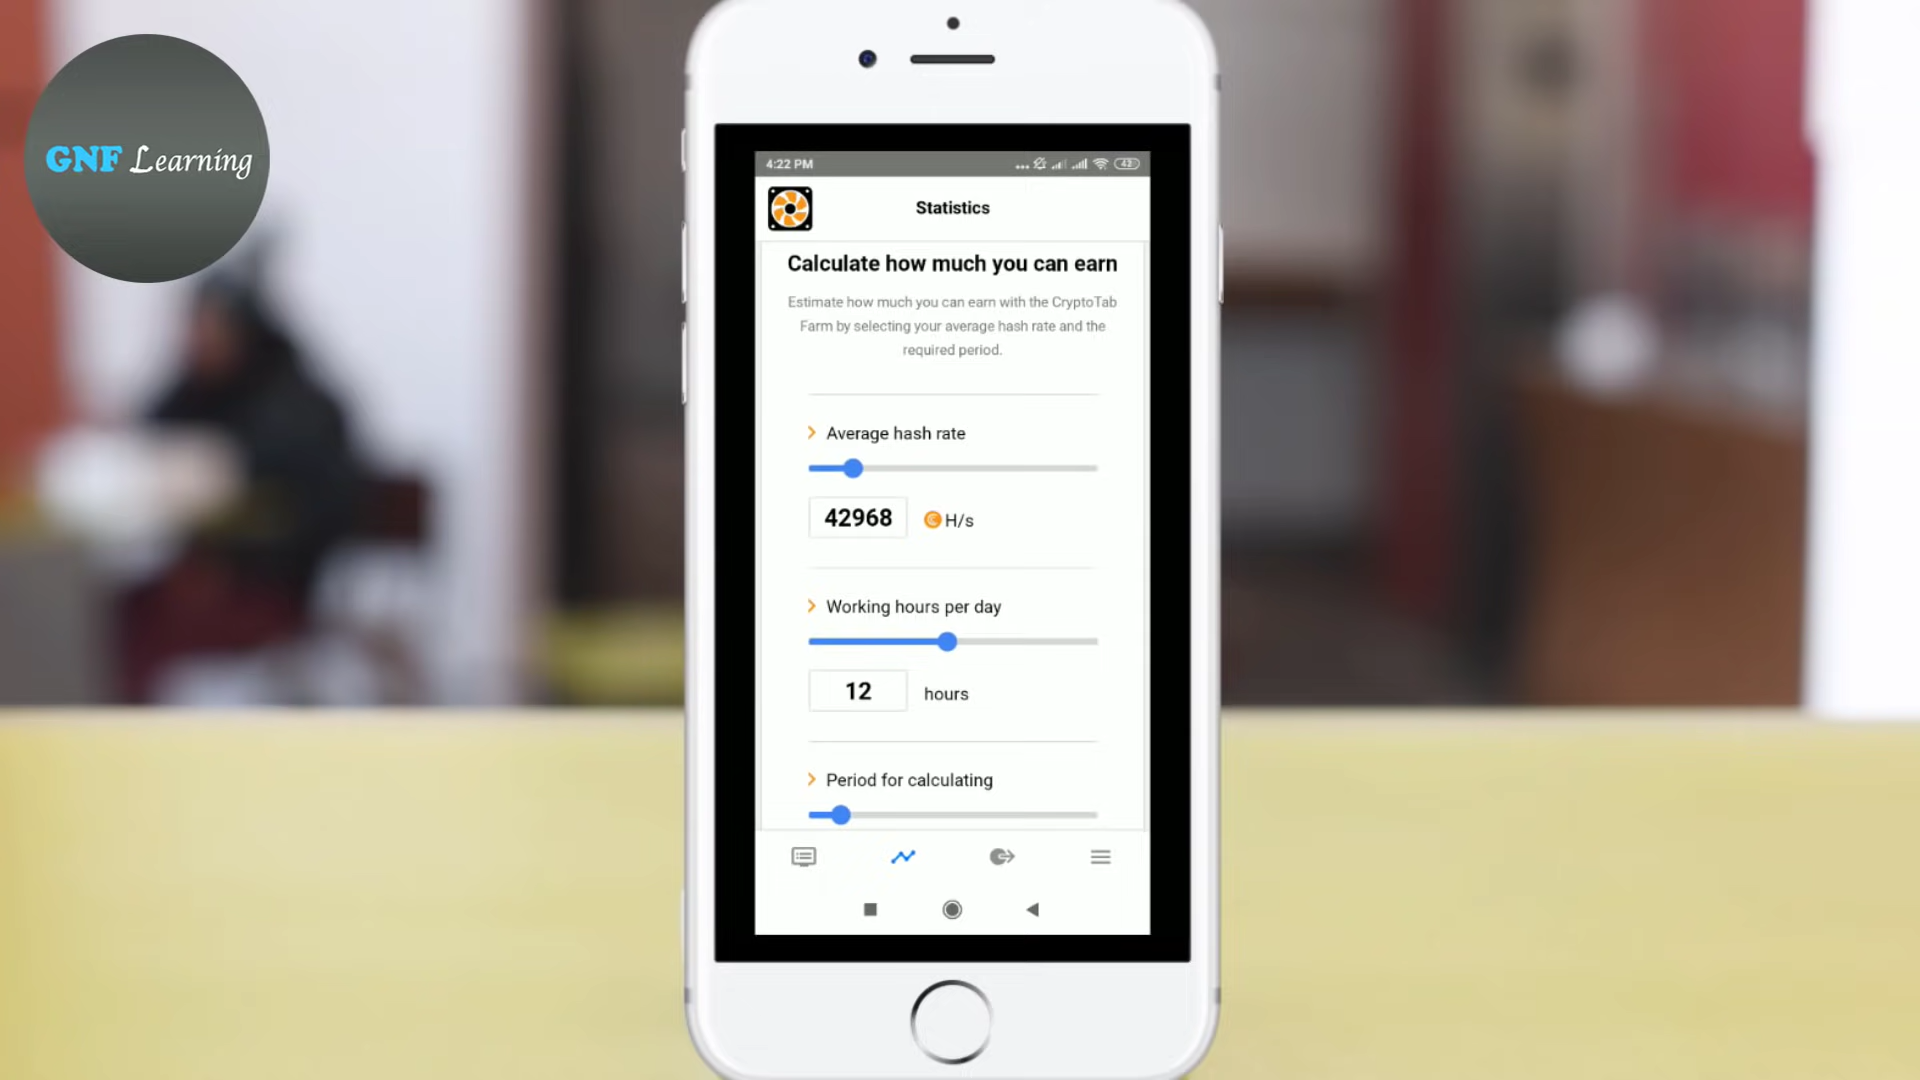 GNF Learning
4:22 PM
42
Statistics
Calculate how much you can earn
Estimate how much you can earn with the CryptoTab
Farm by selecting your average hash rate and the
required period.
Average hash rate
42968 H/s
Working hours per day
12 hours
Period for calculating